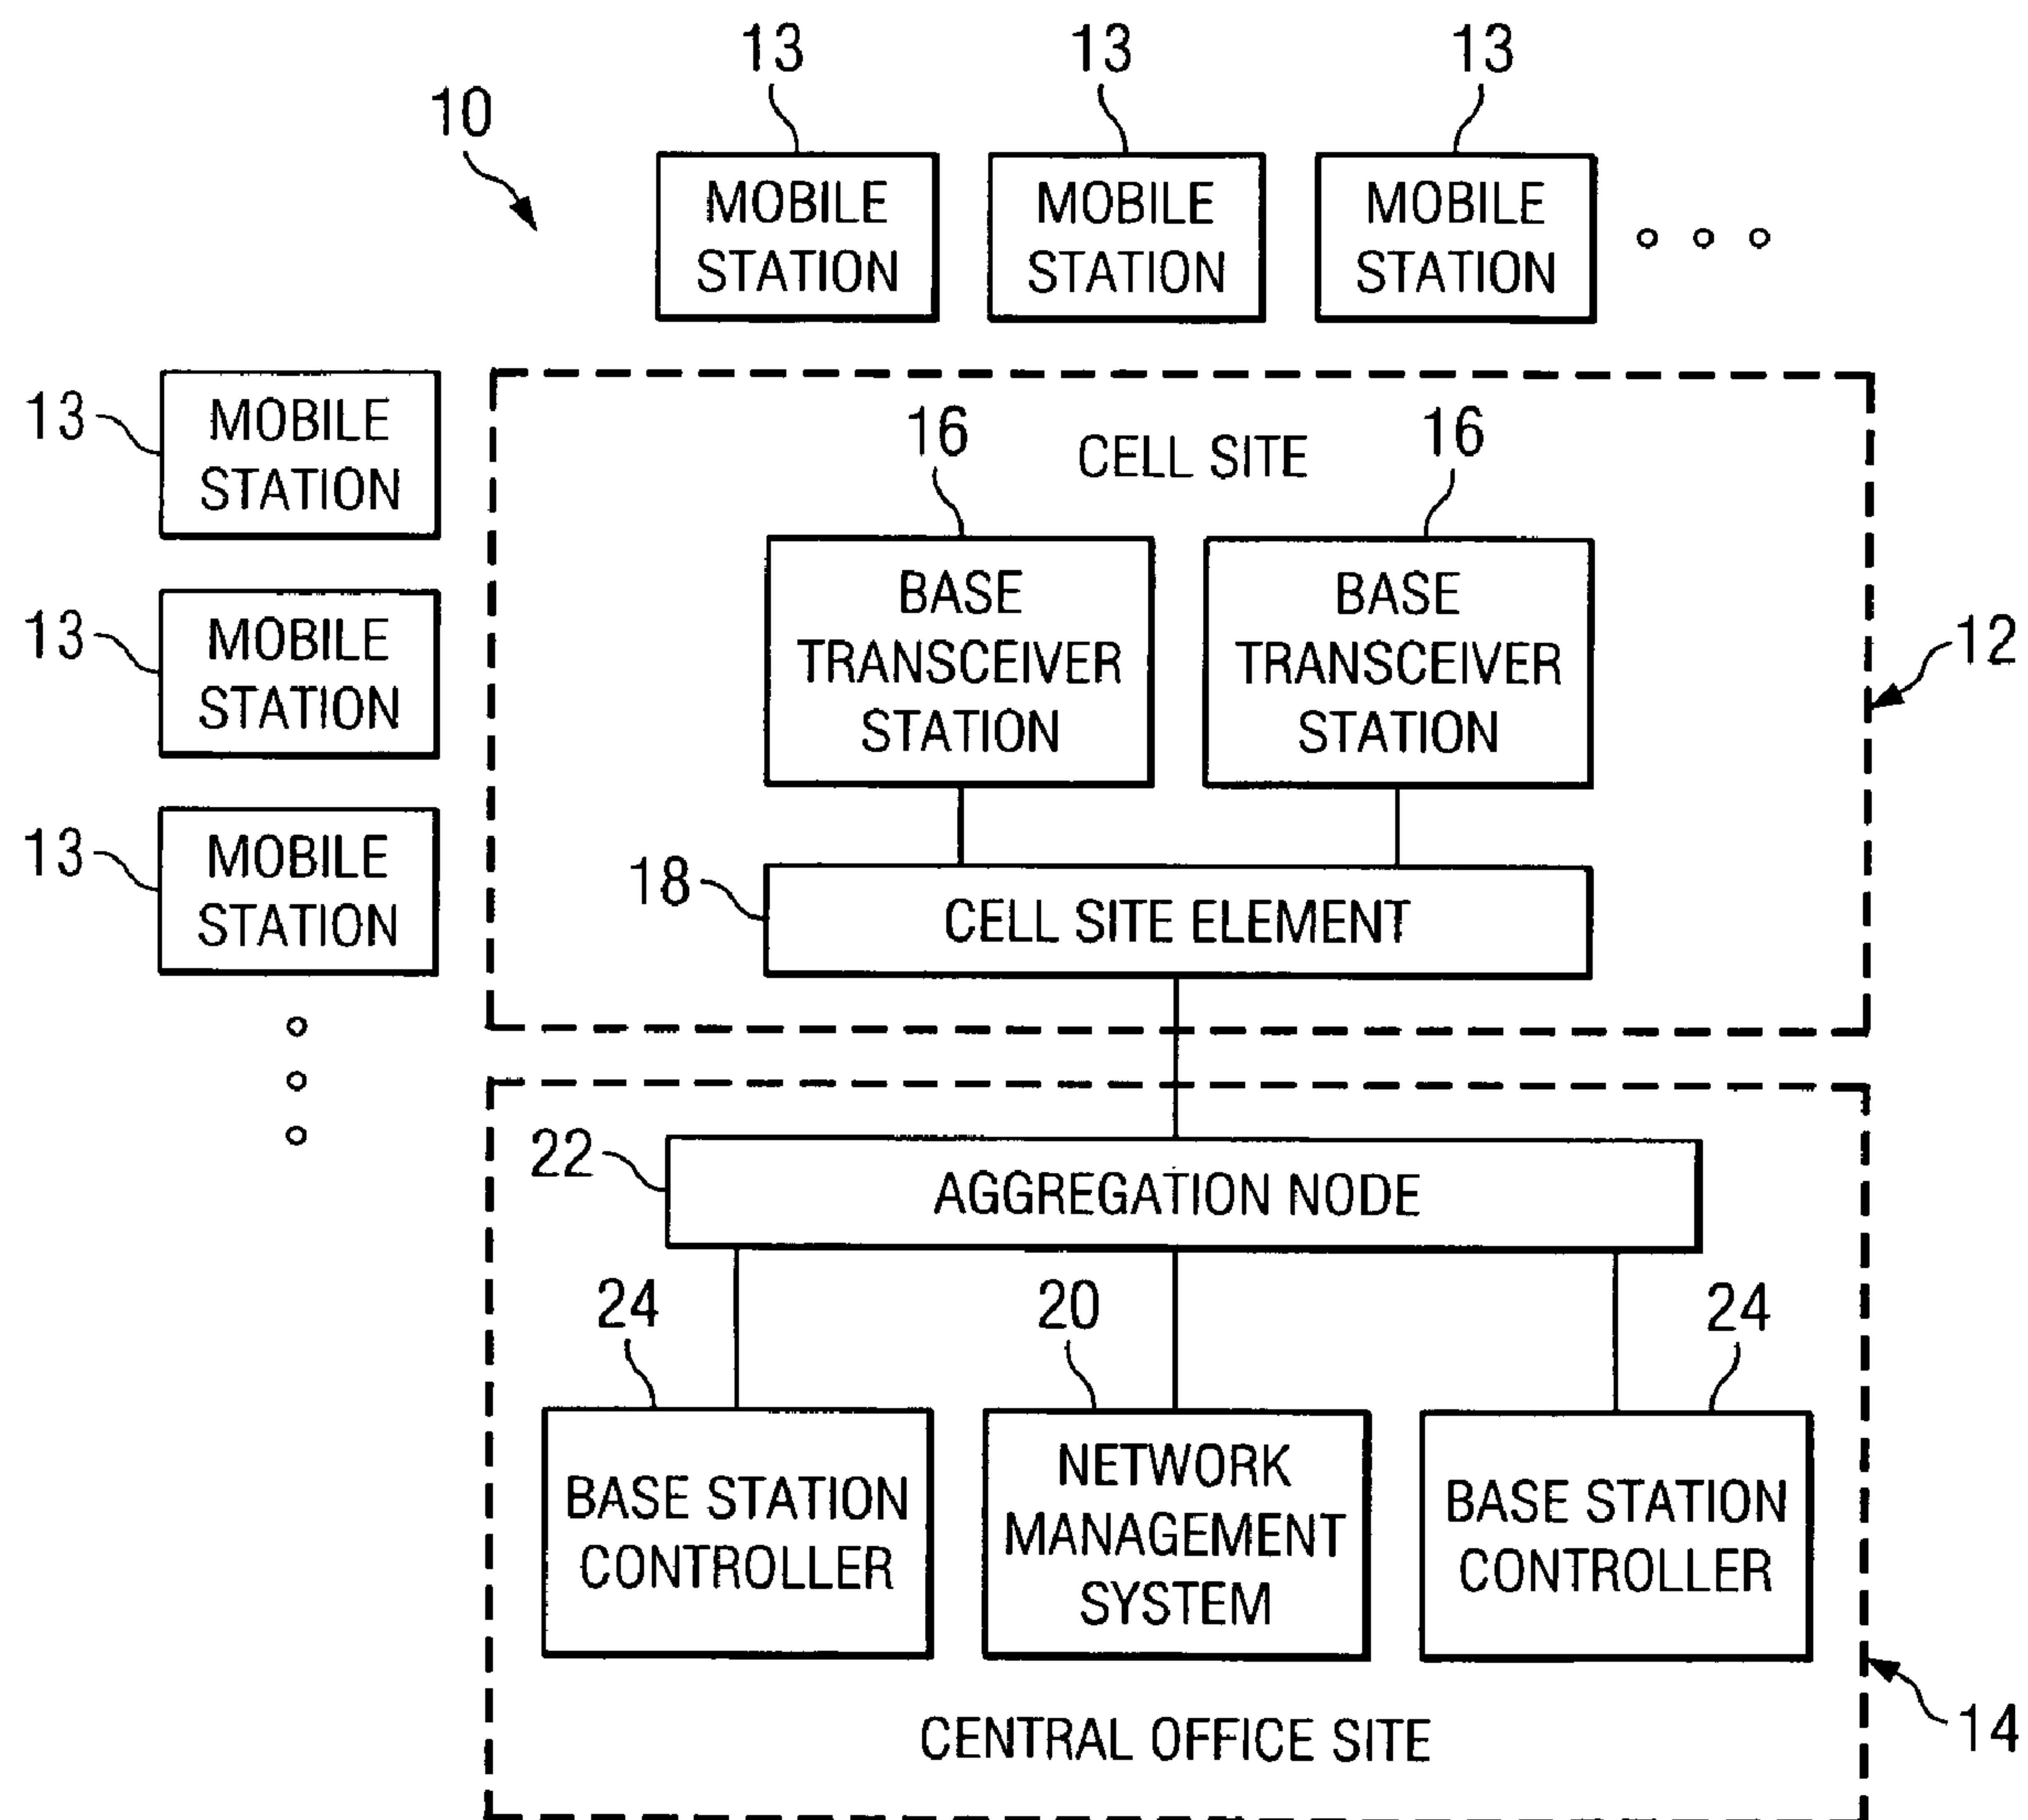 13
13
13
10
MOBILE
STATION
MOBILE
STATION
MOBILE
STATION
13
MOBILE
STATION
13
MOBILE
STATION
13
MOBILE
STATION
16
CELL SITE
16
BASE
TRANSCEIVER
STATION
BASE
TRANSCEIVER
STATION
12
18
CELL SITE ELEMENT
22
AGGREGATION NODE
24
20
24
BASE STATION
CONTROLLER
NETWORK
MANAGEMENT
SYSTEM
BASE STATION
CONTROLLER
CENTRAL OFFICE SITE
14